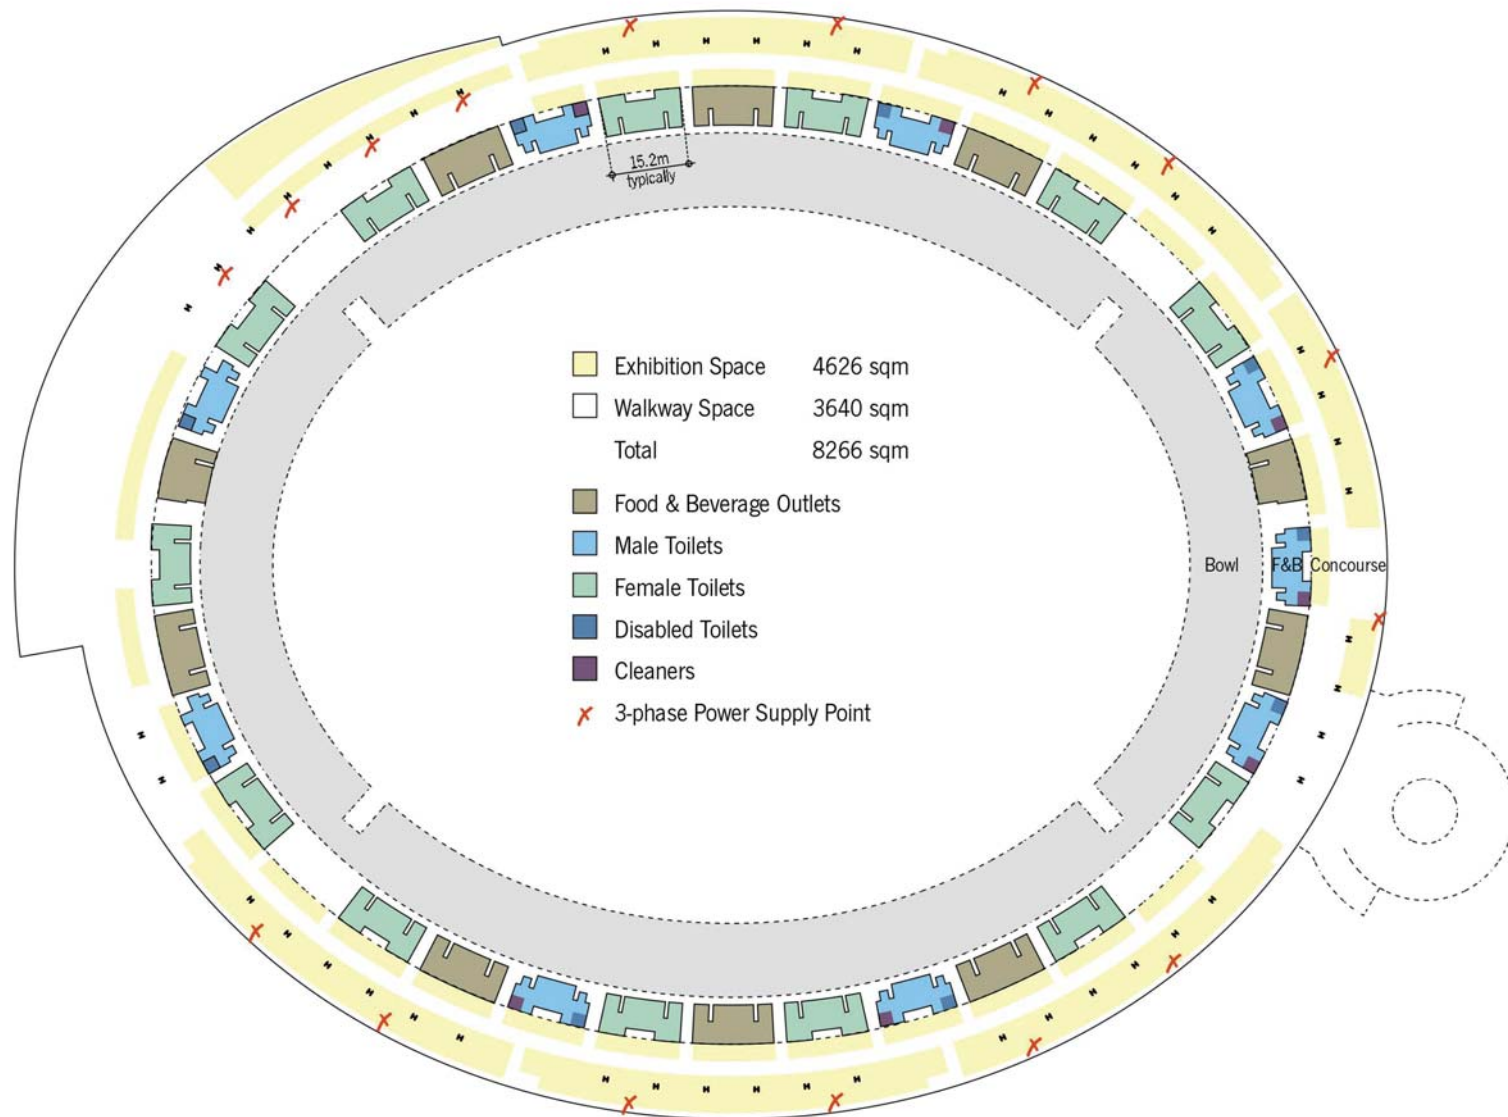 15.2m
typically
Exhibition Space 4626 sqm
Walkway Space 3640 sqm
Total 8266 sqm
Food & Beverage Outlets
Male Toilets
Female Toilets
Disabled Toilets
Cleaners
3-phase Power Supply Point
Bowl F&B Concourse